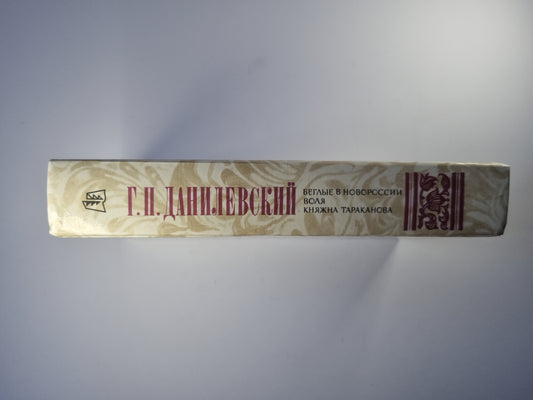 Г.П. ДАНИЛЕВСКИЙ
БЕГЛЫЕ В НОВОРОССИИ
ВОЛЯ
КНЯЖНА ТАРАКАНОВА